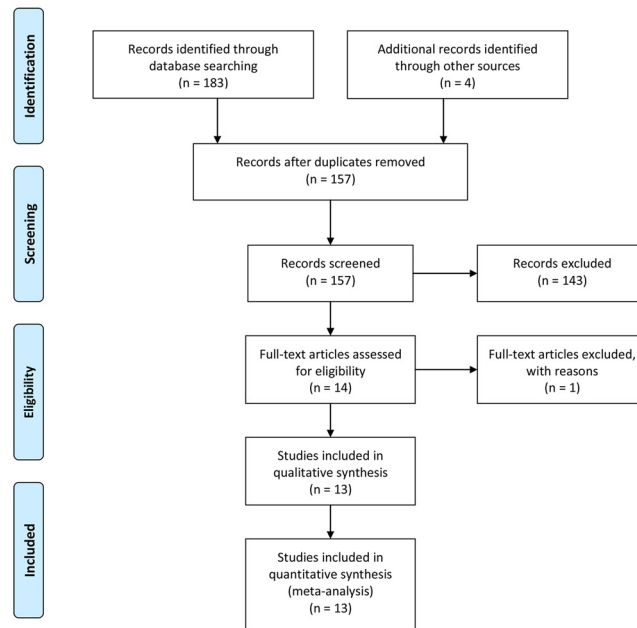 Identification
Records identified through
database searching
(n = 183)
Additional records identified
through other sources
(n = 4)
Records after duplicates removed
(n = 157)
Screening
Records screened
(n = 157)
Records excluded
(n = 143)
Eligibility
Full-text articles assessed
for eligibility
(n = 14)
Full-text articles excluded,
with reasons
(n = 1)
Studies included in
qualitative synthesis
(n = 13)
Included
Studies included in
quantitative synthesis
(meta-analysis)
(n = 13)